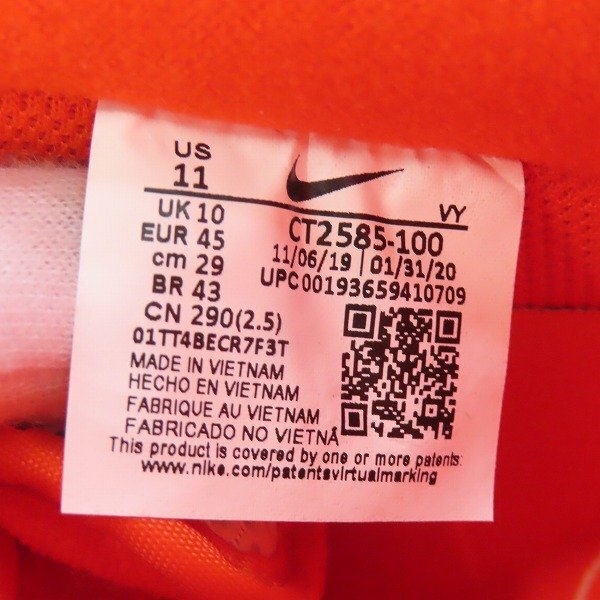 US
11
VY
UK 10
CT2585-100
EUR 45
11/06/19 | 01/31/20
cm 29
UPC00193659410709
BR 43
CN 290(2.5)
01TT4BECR7F3T
MADE IN VIETNAM
HECHO EN VIETNAM
FABRIQUE AU VIETNAM
FABRICADO NO VIETNÃ
This product is covered by one or more patents:
www.nike.com/patentsvirtualmarking